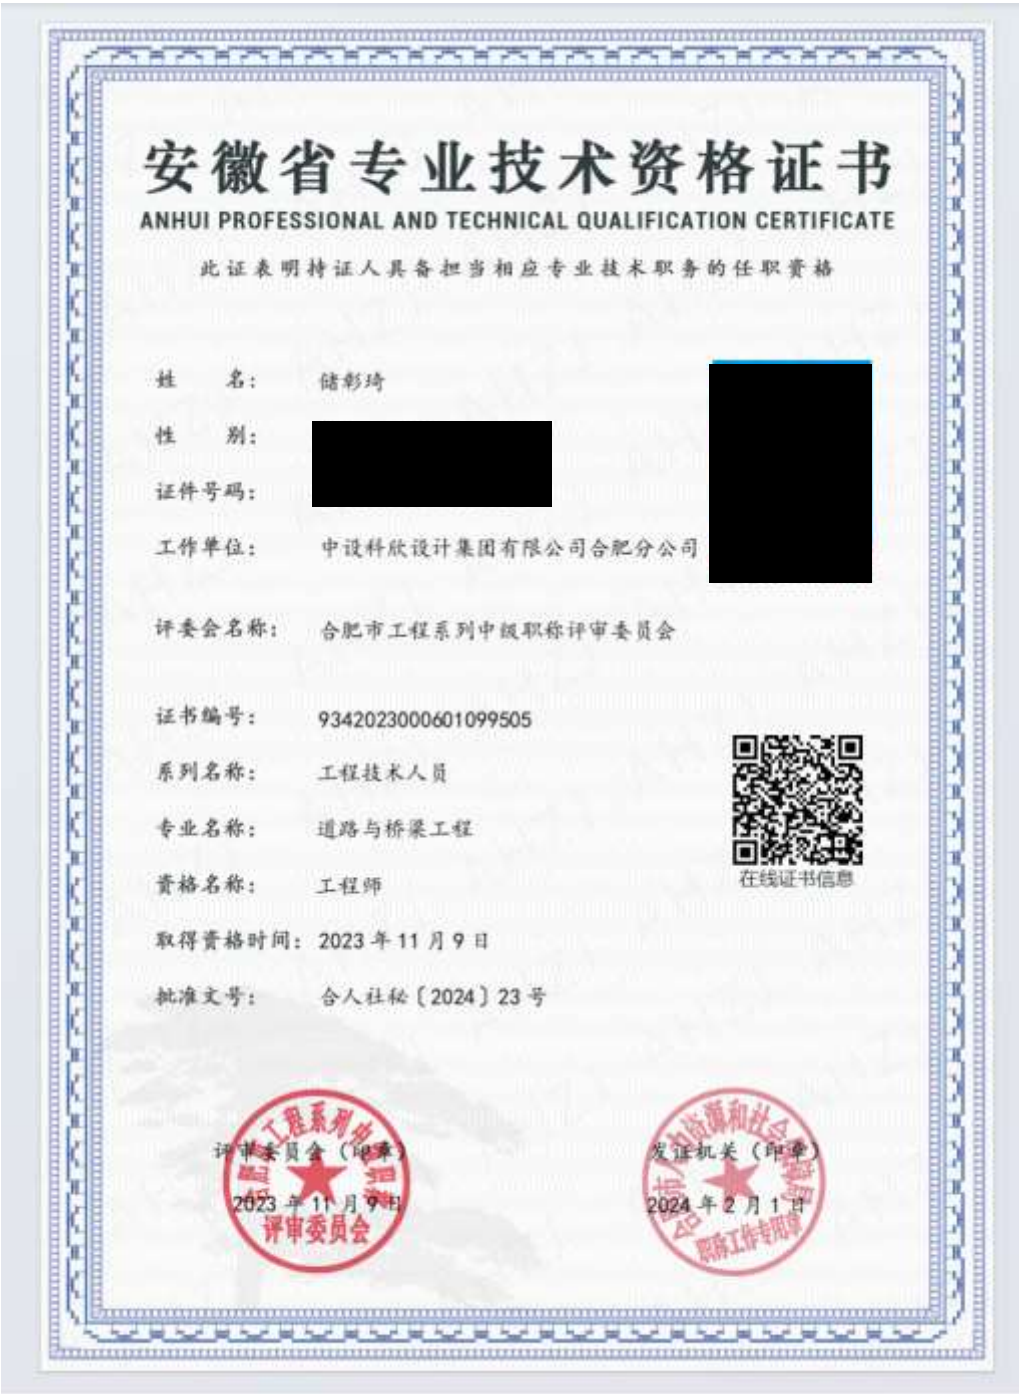 安徽省专业技术资格证书
ANHUI PROFESSIONAL AND TECHNICAL QUALIFICATION CERTIFICATE
此证表明持证人具备担当相应专业技术职务的任职资格
姓 名： 储彰琦
性 别：
证件号码：
工作单位： 中设科欣设计集团有限公司合肥分公司
评委会名称： 合肥市工程系列中级职称评审委员会
证书编号： 9342023000601099505
系列名称： 工程技术人员
专业名称： 道路与桥梁工程
资格名称： 工程师
在线证书信息
取得资格时间： 2023 年 11 月 9 日
批准文号： 合人社秘〔2024〕23 号
评审委员会（印章） 发证机关（印章）
2023 年 11 月 9 日 2024 年 2 月 1 日
评审委员会 职称工作专用章